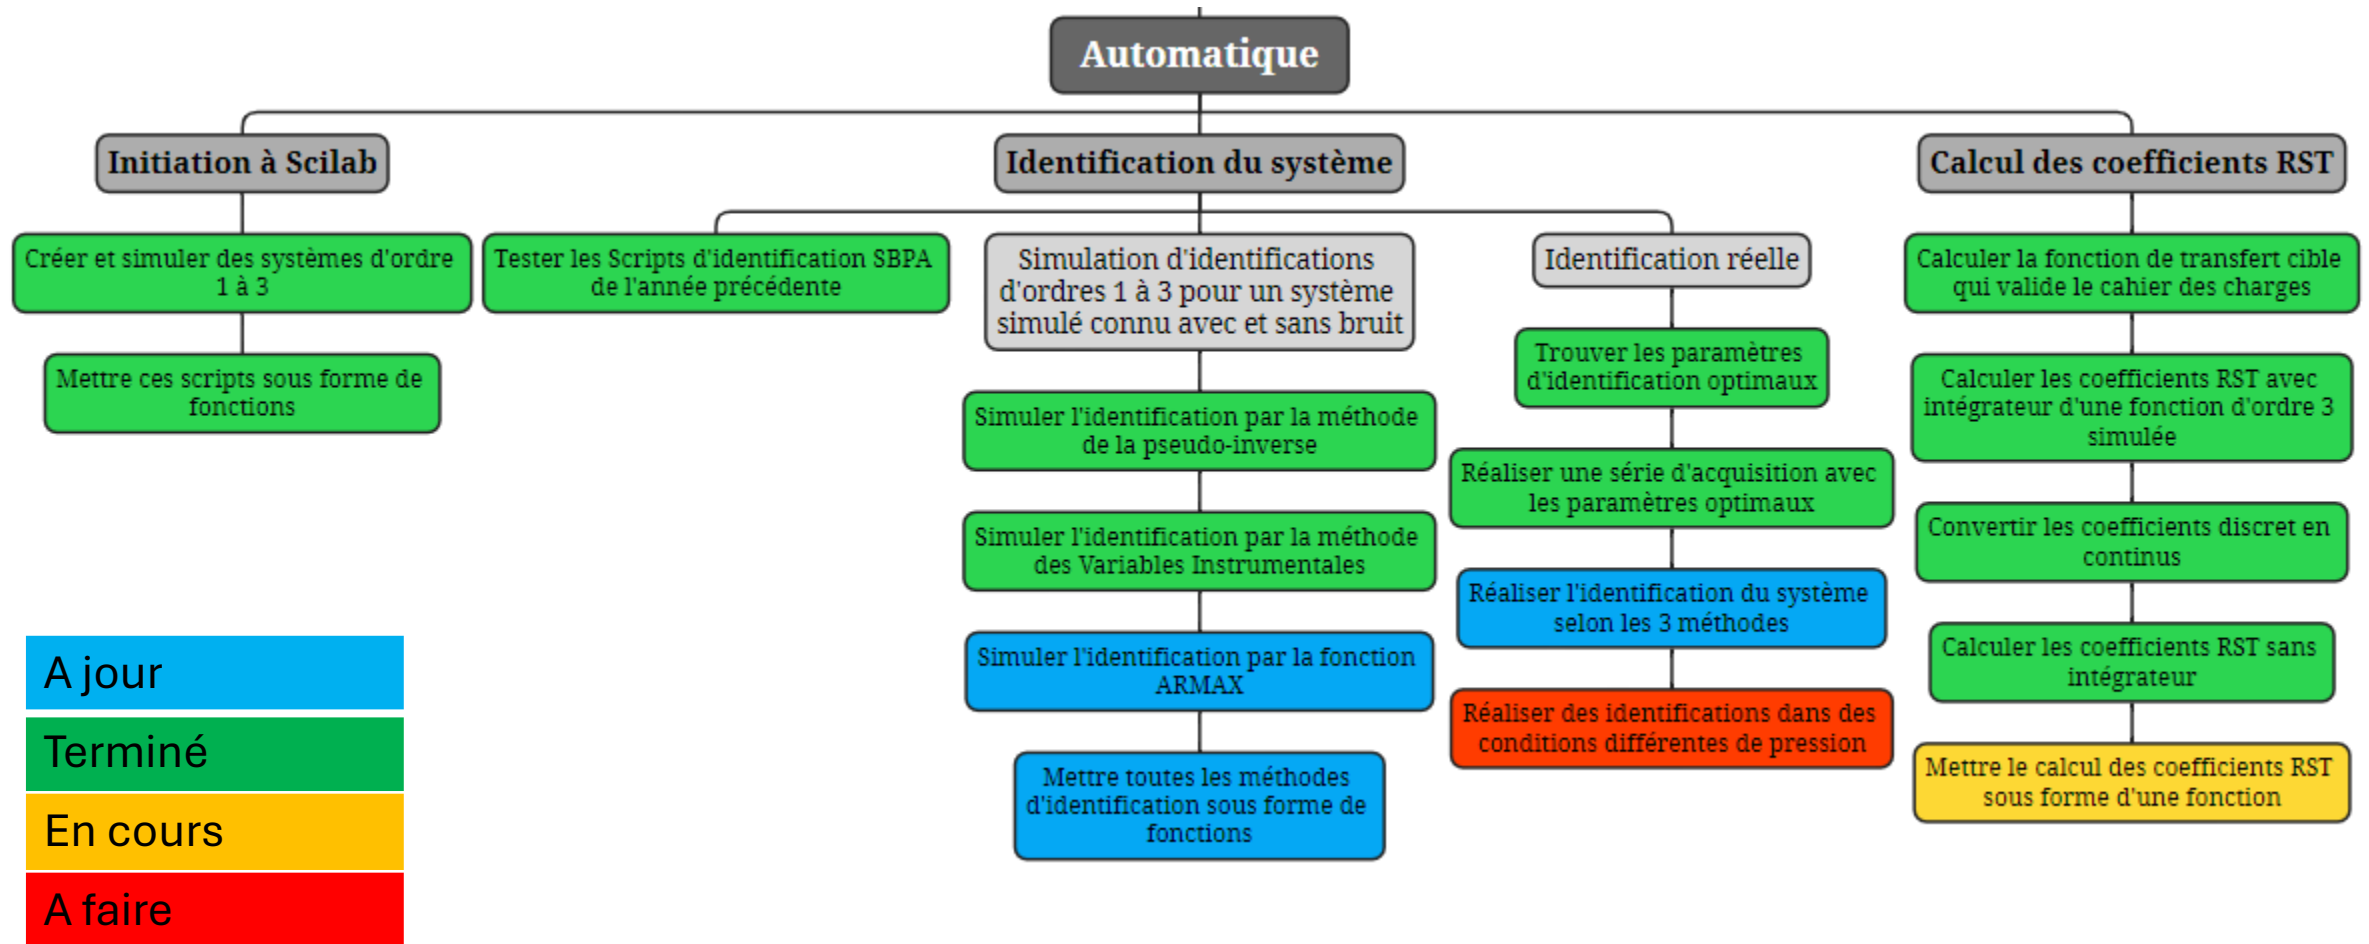 Automatique
Initiation à Scilab
Identification du système
Calcul des coefficients RST
Créer et simuler des systèmes d'ordre
1 à 3
Mettre ces scripts sous forme de
fonctions
Tester les Scripts d'identification SBPA
de l'année précédente
Simulation d'identifications
d'ordres 1 à 3 pour un système
simulé connu avec et sans bruit
Simuler l'identification par la méthode
de la pseudo-inverse
Simuler l'identification par la méthode
des Variables Instrumentales
Simuler l'identification par la fonction
ARMAX
Mettre toutes les méthodes
d'identification sous forme de
fonctions
Identification réelle
Trouver les paramètres
d'identification optimaux
Réaliser une série d'acquisition avec
les paramètres optimaux
Réaliser l'identification du système
selon les 3 méthodes
Réaliser des identifications dans des
conditions différentes de pression
Calculer la fonction de transfert cible
qui valide le cahier des charges
Calculer les coefficients RST avec
intégrateur d'une fonction d'ordre 3
simulée
Convertir les coefficients discret en
continus
Calculer les coefficients RST sans
intégrateur
Mettre le calcul des coefficients RST
sous forme d'une fonction
A jour
Terminé
En cours
A faire